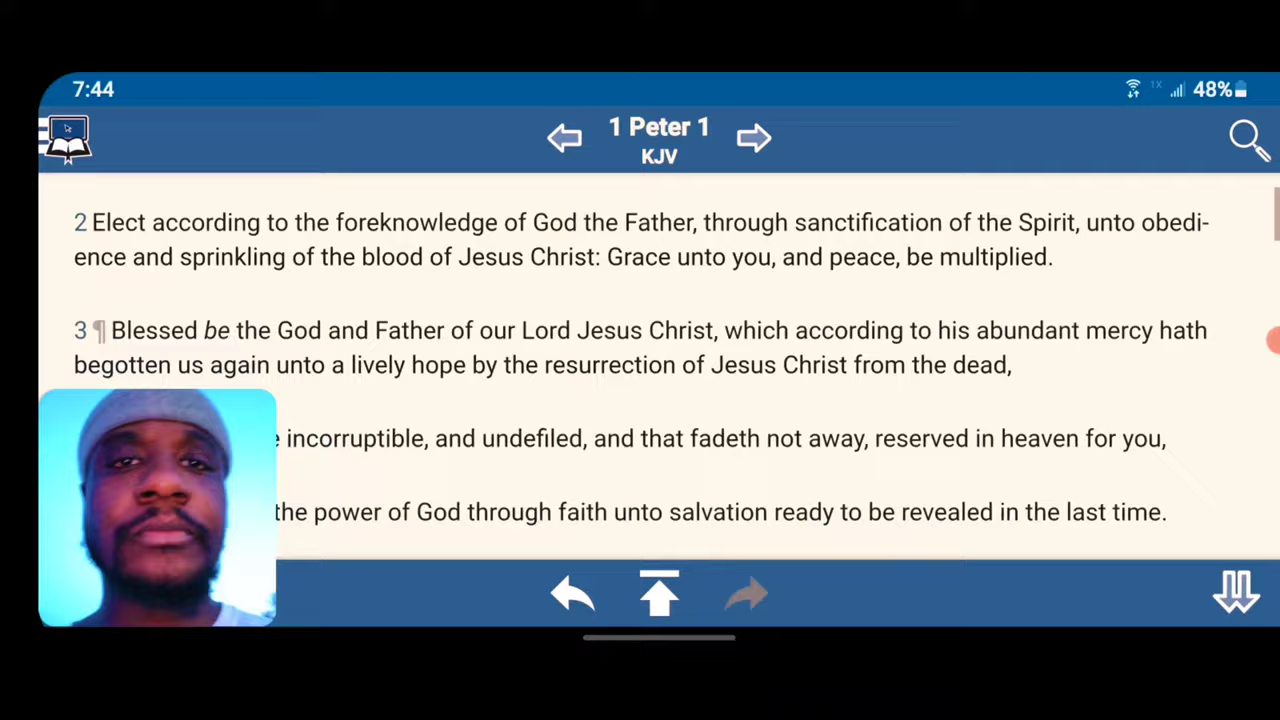 7:44
1X
48%
1 Peter 1
KJV
2 Elect according to the foreknowledge of God the Father, through sanctification of the Spirit, unto obedi-
ence and sprinkling of the blood of Jesus Christ: Grace unto you, and peace, be multiplied.
3 ¶ Blessed be the God and Father of our Lord Jesus Christ, which according to his abundant mercy hath
begotten us again unto a lively hope by the resurrection of Jesus Christ from the dead,
incorruptible, and undefiled, and that fadeth not away, reserved in heaven for you,
the power of God through faith unto salvation ready to be revealed in the last time.